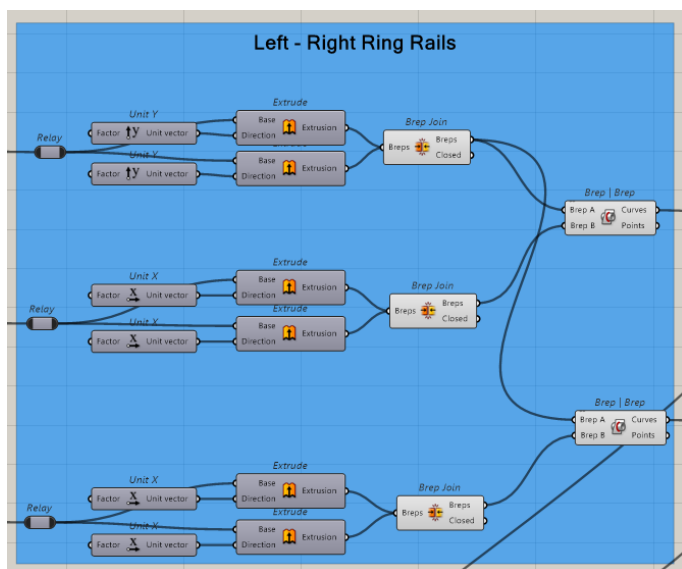 Left - Right Ring Rails
Unit Y
Extrude
Relay
Factor
Unit vector
Base
Direction
Extrusion
Brep Join
Unit Y
Extrude
Factor
Unit vector
Base
Direction
Extrusion
Breps
Breps
Closed
Brep | Brep
Brep A
Brep B
Curves
Points
Unit X
Extrude
Relay
Factor
Unit vector
Base
Direction
Extrusion
Brep Join
Unit X
Extrude
Factor
Unit vector
Base
Direction
Extrusion
Breps
Breps
Closed
Brep | Brep
Brep A
Brep B
Curves
Points
Unit X
Extrude
Relay
Factor
Unit vector
Base
Direction
Extrusion
Brep Join
Unit X
Extrude
Factor
Unit vector
Base
Direction
Extrusion
Breps
Breps
Closed